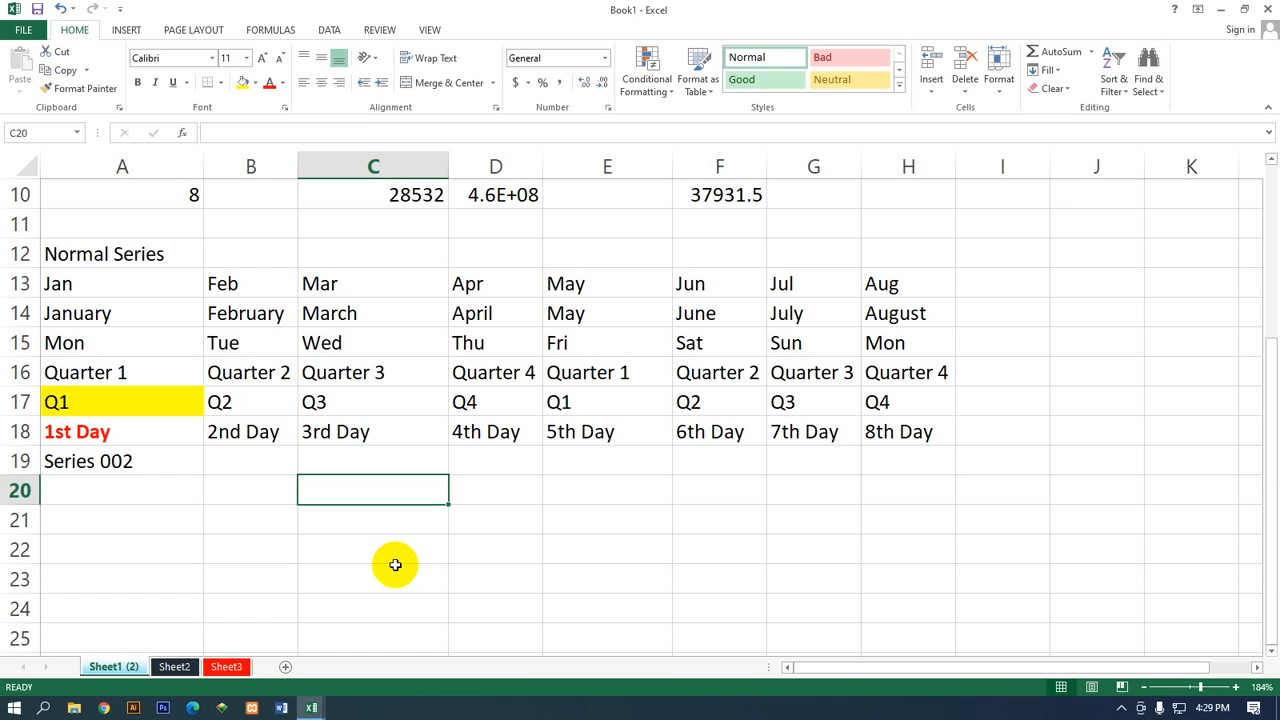 Book1 - Excel
Sign in
FILE HOME INSERT PAGE LAYOUT FORMULAS DATA REVIEW VIEW
Paste Cut Copy Format Painter
Calibri 11 B I U
Wrap Text
Merge & Center
General $ % ,
Conditional Formatting Format as Table
Normal Bad
Good Neutral
Insert Delete Format
AutoSum Fill Clear
Sort & Filter Find & Select
Clipboard Font Alignment Number Styles Cells Editing
C20 fx
A B C D E F G H I J K
10 8 28532 4.6E+08 37931.5
11
12 Normal Series
13 Jan Feb Mar Apr May Jun Jul Aug
14 January February March April May June July August
15 Mon Tue Wed Thu Fri Sat Sun Mon
16 Quarter 1 Quarter 2 Quarter 3 Quarter 4 Quarter 1 Quarter 2 Quarter 3 Quarter 4
17 Q1 Q2 Q3 Q4 Q1 Q2 Q3 Q4
18 1st Day 2nd Day 3rd Day 4th Day 5th Day 6th Day 7th Day 8th Day
19 Series 002
20
21
22
23
24
25
Sheet1 (2) Sheet2 Sheet3
READY 184%
4:29 PM